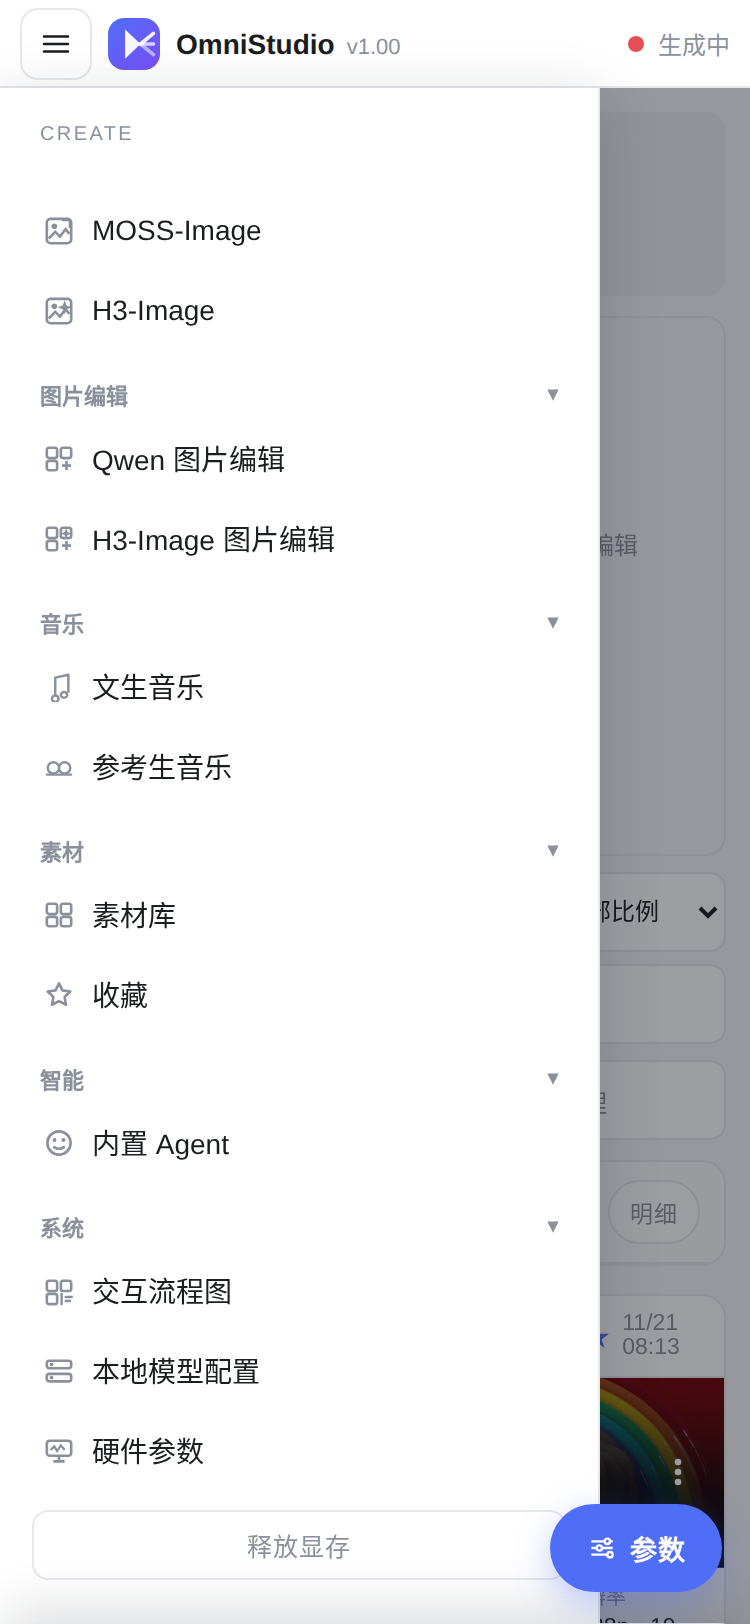 OmniStudio v1.00
生成中
CREATE
MOSS-Image
H3-Image
图片编辑
Qwen 图片编辑
H3-Image 图片编辑
编辑
音乐
文生音乐
参考生音乐
素材
素材库
部比例
收藏
智能
内置 Agent
系统
明细
交互流程图
11/21
08:13
本地模型配置
硬件参数
释放显存
参数